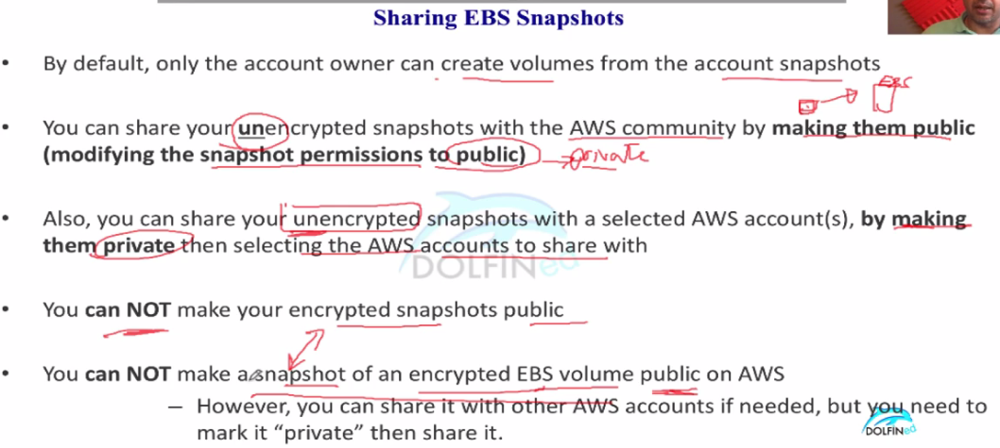 Sharing EBS Snapshots
• By default, only the account owner can create volumes from the account snapshots
EBS
• You can share your unencrypted snapshots with the AWS community by making them public
(modifying the snapshot permissions to public) → private
• Also, you can share your unencrypted snapshots with a selected AWS account(s), by making
them private then selecting the AWS accounts to share with
DOLFINed
• You can NOT make your encrypted snapshots public
• You can NOT make a snapshot of an encrypted EBS volume public on AWS
– However, you can share it with other AWS accounts if needed, but you need to
mark it “private” then share it.
DOLFINed